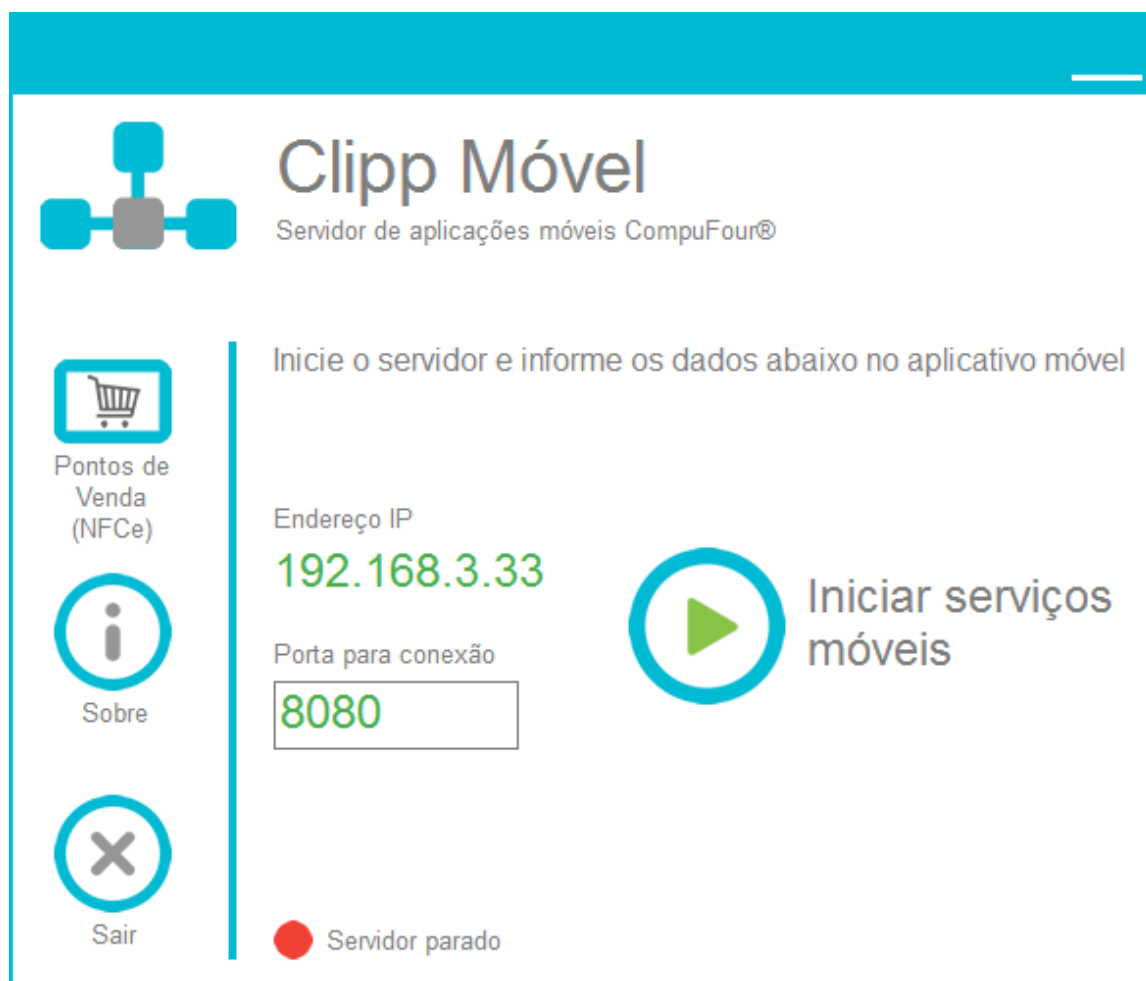 Clipp Móvel
Servidor de aplicações móveis CompuFour®
Inicie o servidor e informe os dados abaixo no aplicativo móvel
Pontos de
Venda
(NFCe)
Sobre
Sair
Endereço IP
192.168.3.33
Porta para conexão
8080
Iniciar serviços
móveis
Servidor parado